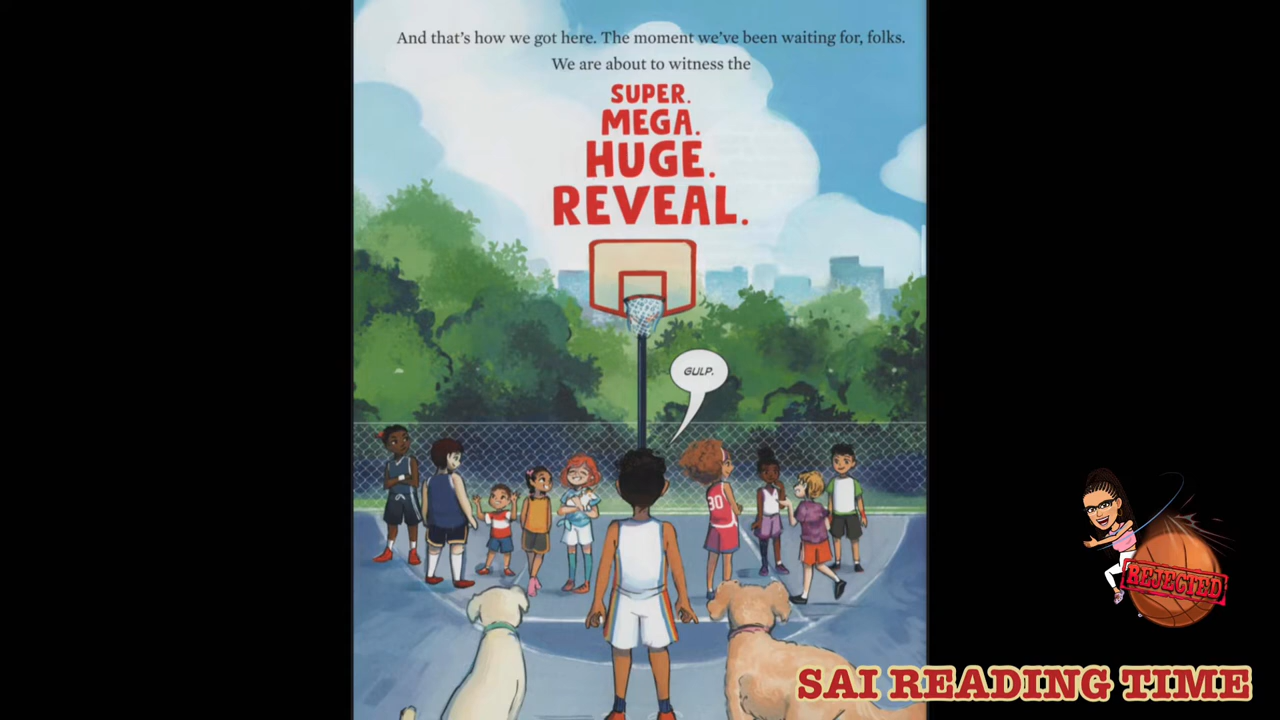 And that's how we got here. The moment we've been waiting for, folks.
We are about to witness the
SUPER.
MEGA.
HUGE.
REVEAL.
GULP.
30
REJECTED
SAI READING TIME